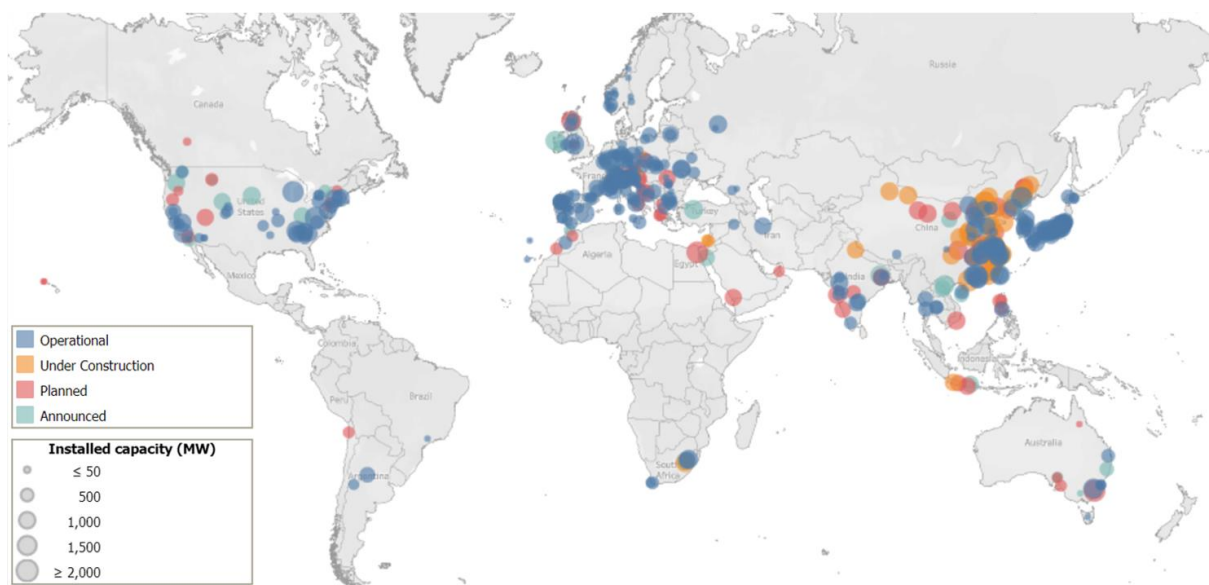 Russia
Canada
France
United
States
Turkey
China
Iran
Algeria
Egypt
India
Mexico
Operational
Under Construction
Planned
Announced
Colombia
Indonesia
Peru
Brazil
Installed capacity (MW)
≤ 50
500
1,000
1,500
≥ 2,000
Australia
South
Africa
Argentina